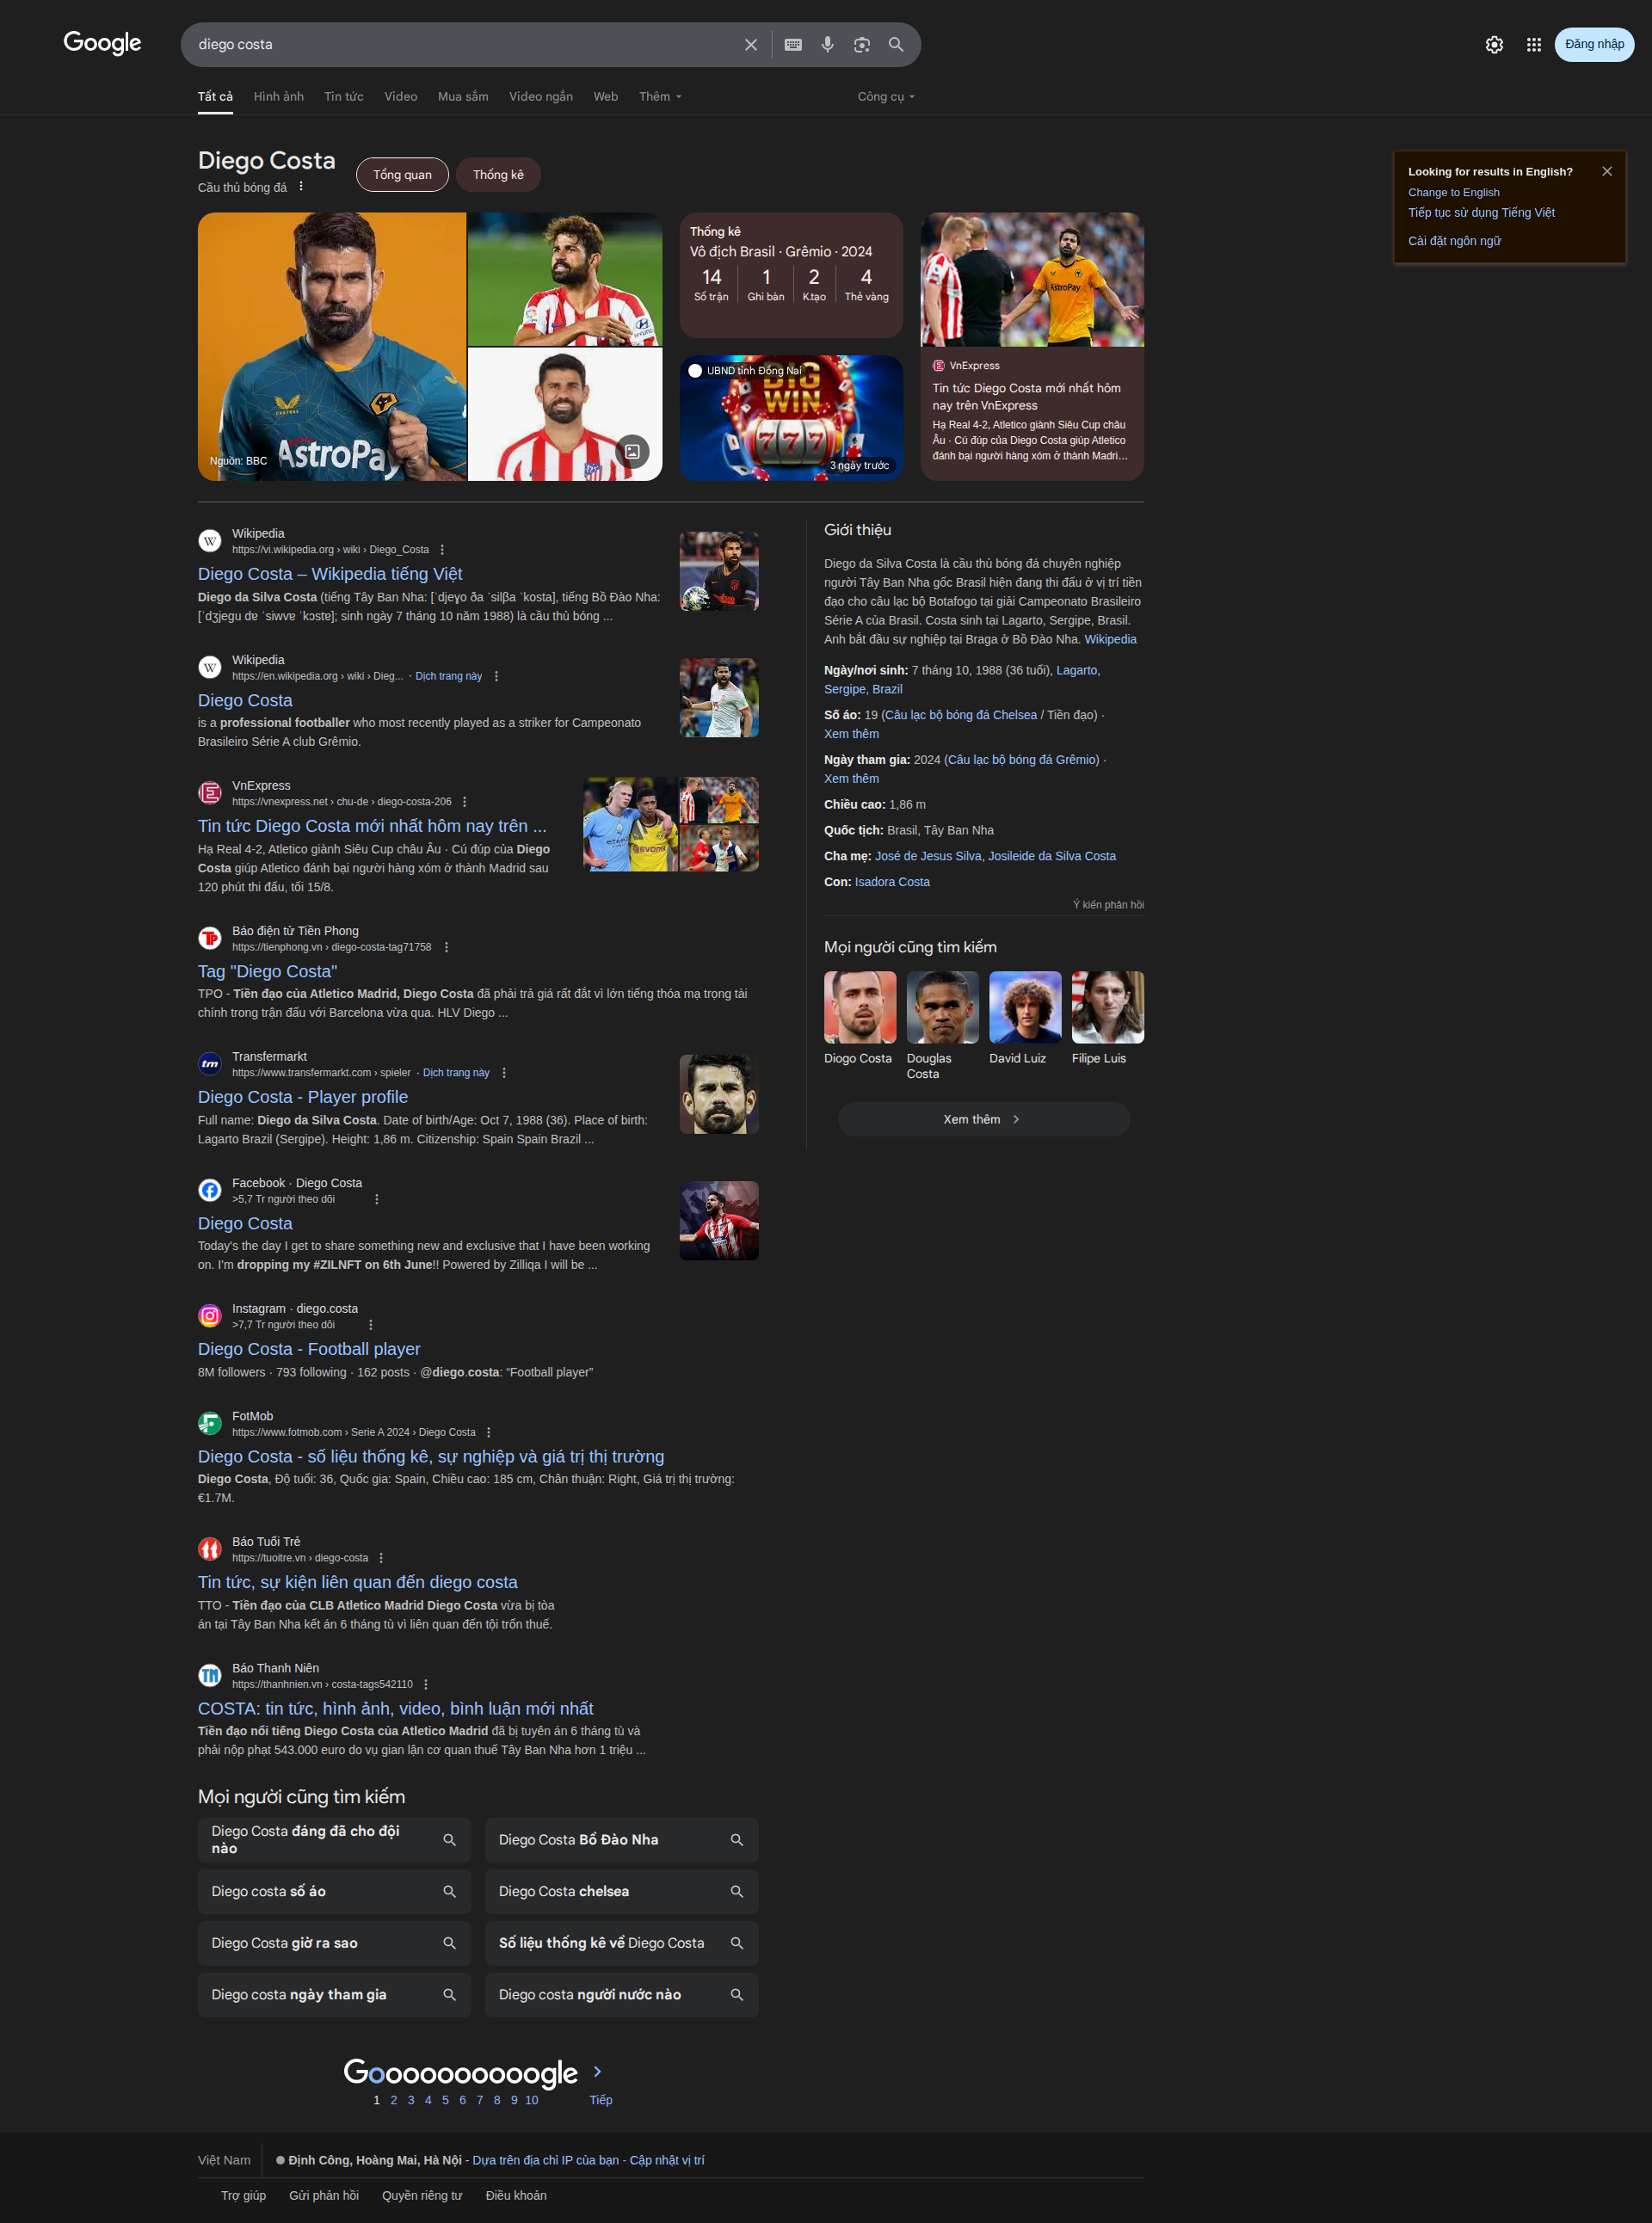 Google
diego costa
Đăng nhập
Tất cả
Hình ảnh
Tin tức
Video
Mua sắm
Video ngắn
Web
Thêm
Công cụ
Diego Costa
Cầu thủ bóng đá
Tổng quan
Thống kê
Looking for results in English?
Change to English
Tiếp tục sử dụng Tiếng Việt
Cài đặt ngôn ngữ
AstroPay
Nguồn: BBC
Thống kê
Vô địch Brasil · Grêmio · 2024
14 1 2 4
Số trận Ghi bàn K.tạo Thẻ vàng
UBND tỉnh Đồng Nai
BIG
WIN
777
3 ngày trước
AstroPay
VnExpress
Tin tức Diego Costa mới nhất hôm
nay trên VnExpress
Hạ Real 4-2, Atletico giành Siêu Cup châu
Âu · Cú đúp của Diego Costa giúp Atletico
đánh bại người hàng xóm ở thành Madri...
Wikipedia
https://vi.wikipedia.org › wiki › Diego_Costa
Diego Costa – Wikipedia tiếng Việt
Diego da Silva Costa (tiếng Tây Ban Nha: [ˈdjeɣo ða ˈsilβa ˈkosta], tiếng Bồ Đào Nha:
[ˈdʒjegu dɐ ˈsiwvɐ ˈkɔstɐ]; sinh ngày 7 tháng 10 năm 1988) là cầu thủ bóng ...
Wikipedia
https://en.wikipedia.org › wiki › Dieg... · Dịch trang này
Diego Costa
is a professional footballer who most recently played as a striker for Campeonato
Brasileiro Série A club Grêmio.
VnExpress
https://vnexpress.net › chu-de › diego-costa-206
Tin tức Diego Costa mới nhất hôm nay trên ...
Hạ Real 4-2, Atletico giành Siêu Cup châu Âu · Cú đúp của Diego
Costa giúp Atletico đánh bại người hàng xóm ở thành Madrid sau
120 phút thi đấu, tối 15/8.
Báo điện tử Tiền Phong
https://tienphong.vn › diego-costa-tag71758
Tag "Diego Costa"
TPO - Tiền đạo của Atletico Madrid, Diego Costa đã phải trả giá rất đắt vì lớn tiếng thóa mạ trọng tài
chính trong trận đấu với Barcelona vừa qua. HLV Diego ...
Transfermarkt
https://www.transfermarkt.com › spieler · Dịch trang này
Diego Costa - Player profile
Full name: Diego da Silva Costa. Date of birth/Age: Oct 7, 1988 (36). Place of birth:
Lagarto Brazil (Sergipe). Height: 1,86 m. Citizenship: Spain Spain Brazil ...
Facebook · Diego Costa
>5,7 Tr người theo dõi
Diego Costa
Today's the day I get to share something new and exclusive that I have been working
on. I'm dropping my #ZILNFT on 6th June!! Powered by Zilliqa I will be ...
Instagram · diego.costa
>7,7 Tr người theo dõi
Diego Costa - Football player
8M followers · 793 following · 162 posts · @diego.costa: “Football player”
FotMob
https://www.fotmob.com › Serie A 2024 › Diego Costa
Diego Costa - số liệu thống kê, sự nghiệp và giá trị thị trường
Diego Costa, Độ tuổi: 36, Quốc gia: Spain, Chiều cao: 185 cm, Chân thuận: Right, Giá trị thị trường:
€1.7M.
Báo Tuổi Trẻ
https://tuoitre.vn › diego-costa
Tin tức, sự kiện liên quan đến diego costa
TTO - Tiền đạo của CLB Atletico Madrid Diego Costa vừa bị tòa
án tại Tây Ban Nha kết án 6 tháng tù vì liên quan đến tội trốn thuế.
Báo Thanh Niên
https://thanhnien.vn › costa-tags542110
COSTA: tin tức, hình ảnh, video, bình luận mới nhất
Tiền đạo nổi tiếng Diego Costa của Atletico Madrid đã bị tuyên án 6 tháng tù và
phải nộp phạt 543.000 euro do vụ gian lận cơ quan thuế Tây Ban Nha hơn 1 triệu ...
Giới thiệu
Diego da Silva Costa là cầu thủ bóng đá chuyên nghiệp
người Tây Ban Nha gốc Brasil hiện đang thi đấu ở vị trí tiền
đạo cho câu lạc bộ Botafogo tại giải Campeonato Brasileiro
Série A của Brasil. Costa sinh tại Lagarto, Sergipe, Brasil.
Anh bắt đầu sự nghiệp tại Braga ở Bồ Đào Nha. Wikipedia
Ngày/nơi sinh: 7 tháng 10, 1988 (36 tuổi), Lagarto,
Sergipe, Brazil
Số áo: 19 (Câu lạc bộ bóng đá Chelsea / Tiền đạo) ·
Xem thêm
Ngày tham gia: 2024 (Câu lạc bộ bóng đá Grêmio) ·
Xem thêm
Chiều cao: 1,86 m
Quốc tịch: Brasil, Tây Ban Nha
Cha mẹ: José de Jesus Silva, Josileide da Silva Costa
Con: Isadora Costa
Ý kiến phản hồi
Mọi người cũng tìm kiếm
Diogo Costa
Douglas
Costa
David Luiz
Filipe Luis
Xem thêm
Mọi người cũng tìm kiếm
Diego Costa đáng đã cho đội
nào
Diego Costa Bồ Đào Nha
Diego costa số áo
Diego Costa chelsea
Diego Costa giờ ra sao
Số liệu thống kê về Diego Costa
Diego costa ngày tham gia
Diego costa người nước nào
Goooooooooogle
1 2 3 4 5 6 7 8 9 10 Tiếp
Việt Nam
Định Công, Hoàng Mai, Hà Nội - Dựa trên địa chỉ IP của bạn - Cập nhật vị trí
Trợ giúp
Gửi phản hồi
Quyền riêng tư
Điều khoản